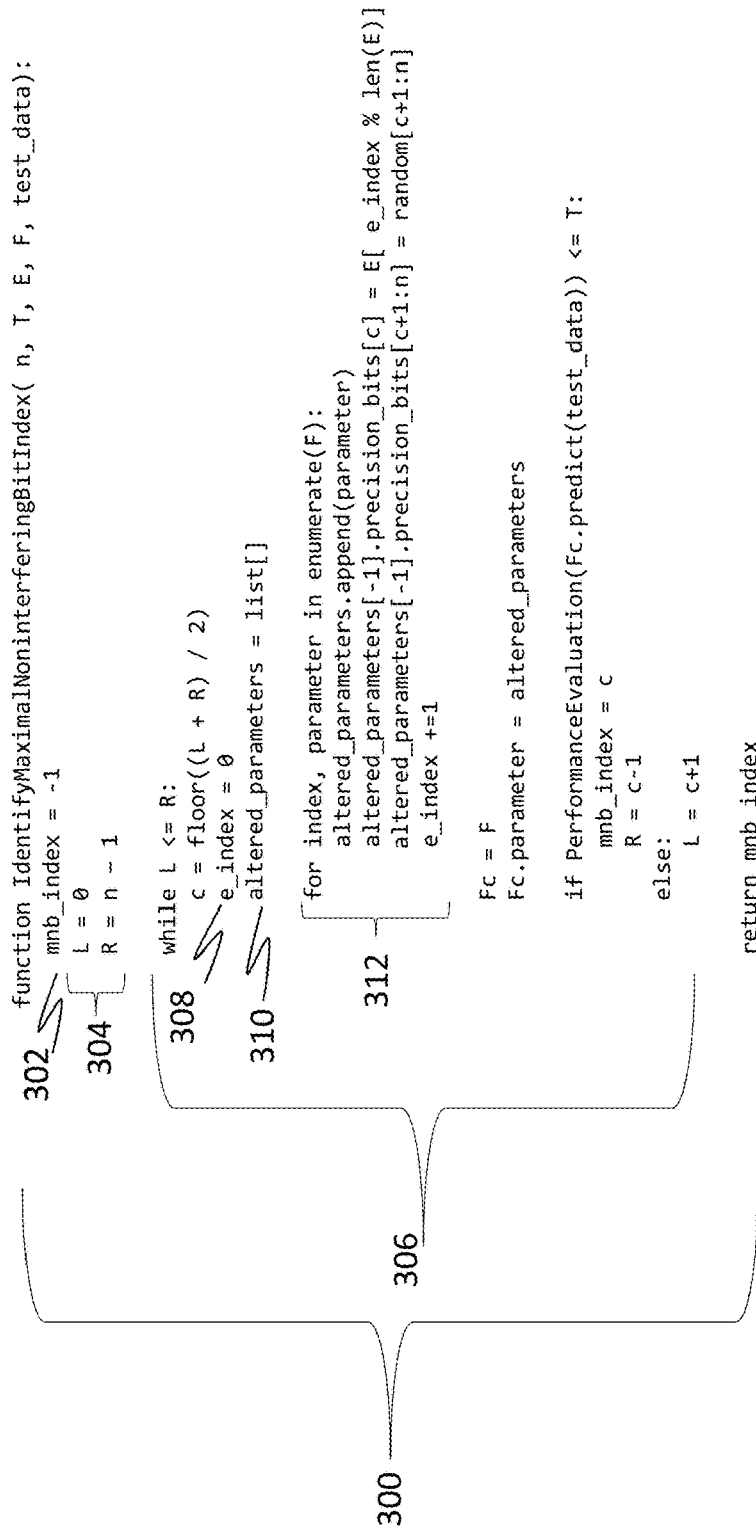 function IdentifyMaximalNoninterferingBitIndex( n, T, E, F, test_data):
302 mnb_index = -1
304 L = 0
R = n - 1
300
306
while L <= R:
c = floor((L + R) / 2)
308 e_index = 0
310 altered_parameters = list[]
312
for index, parameter in enumerate(F):
altered_parameters.append(parameter)
altered_parameters[-1].precision_bits[c] = E[ e_index % len(E)]
altered_parameters[-1].precision_bits[c+1:n] = random[c+1:n]
e_index +=1
Fc = F
Fc.parameter = altered_parameters
if PerformanceEvaluation(Fc.predict(test_data)) <= T:
mnb_index = c
R = c-1
else:
L = c+1
return mnb_index